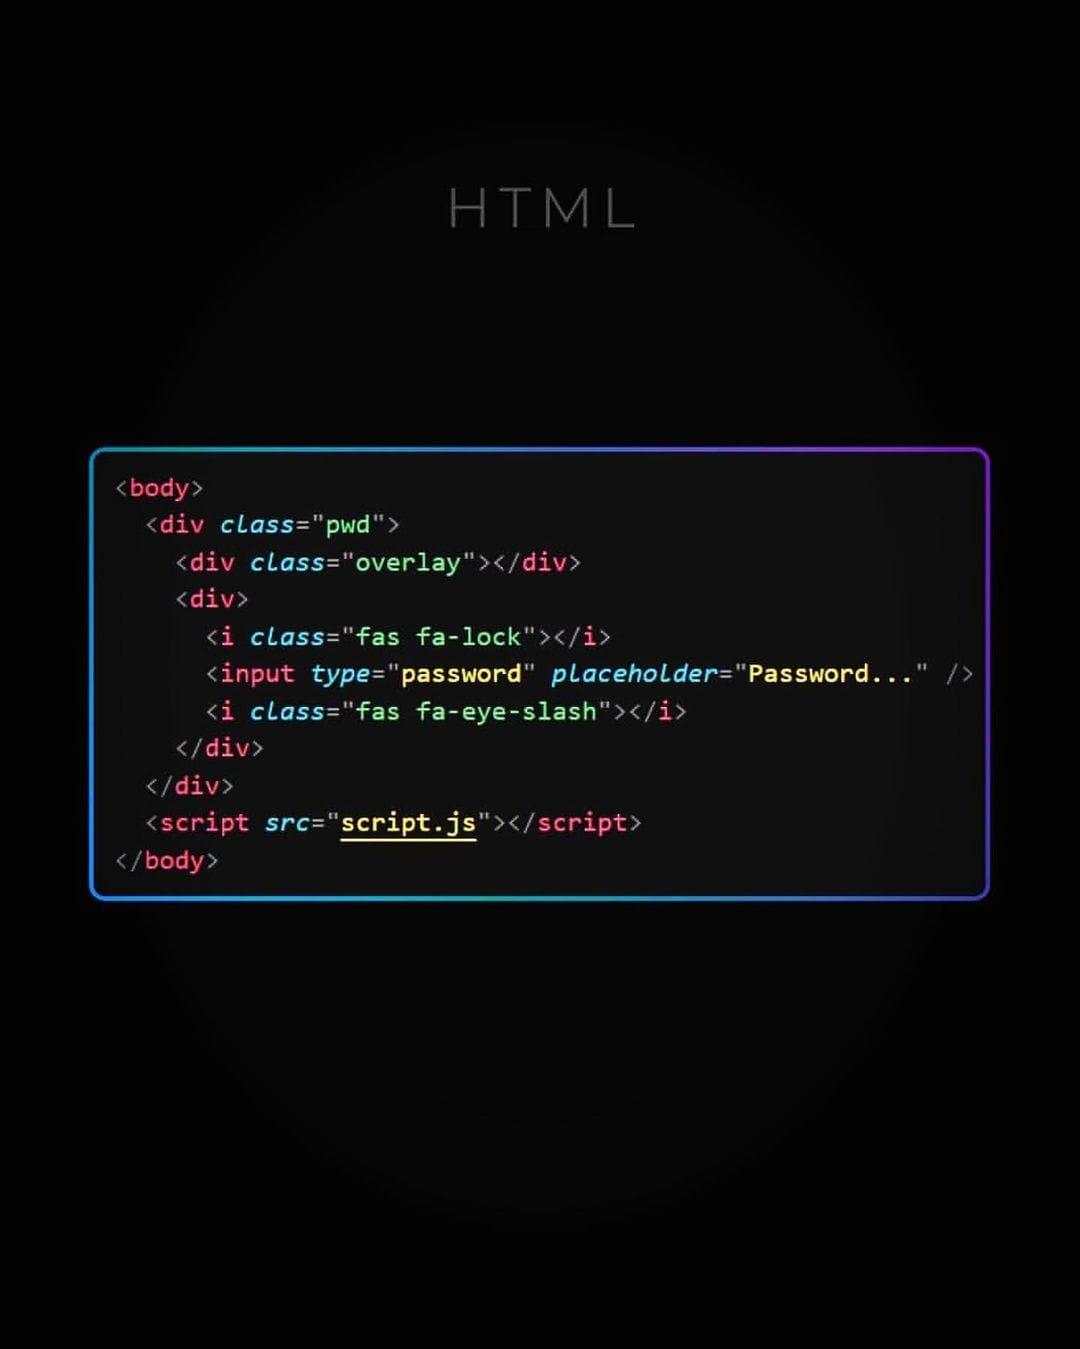 HTML
<body>
<div class="pwd">
<div class="overlay"></div>
<div>
<i class="fas fa-lock"></i>
<input type="password" placeholder="Password..." />
<i class="fas fa-eye-slash"></i>
</div>
</div>
<script src="script.js"></script>
</body>